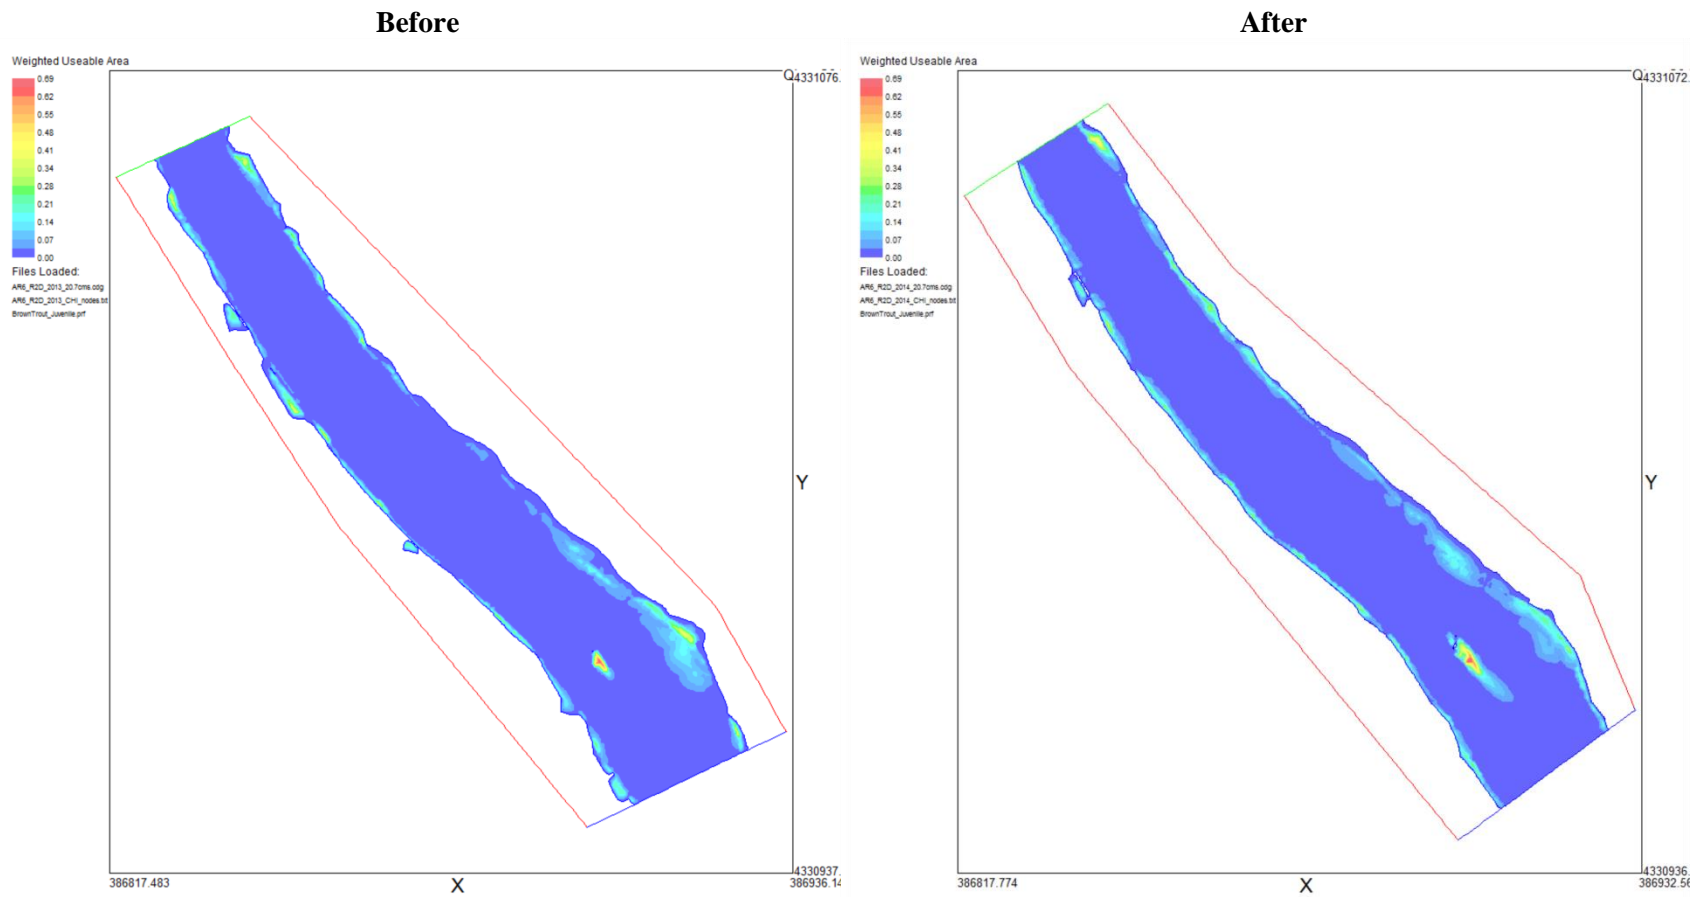 Before
After
Weighted Useable Area
0.69
0.62
0.55
0.48
0.41
0.34
0.28
0.21
0.14
0.07
0.00
Files Loaded:
AR6_R2D_2013_20.7cms.cdg
AR6_R2D_2013_CHI_nodes.txt
BrownTrout_Juvenile.prf
Q
4331076.
Y
4330937.
386817.483
X
386936.14
Weighted Useable Area
0.69
0.62
0.55
0.48
0.41
0.34
0.28
0.21
0.14
0.07
0.00
Files Loaded:
AR6_R2D_2014_20.7cms.cdg
AR6_R2D_2014_CHI_nodes.txt
BrownTrout_Juvenile.prf
Q
4331072.
Y
4330936.
386817.774
X
386932.56